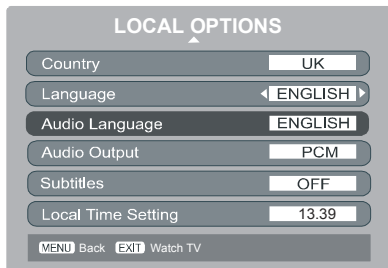 LOCAL OPTIONS
Country UK
Language ENGLISH
Audio Language ENGLISH
Audio Output PCM
Subtitles OFF
Local Time Setting 13.39
MENU Back EXIT Watch TV